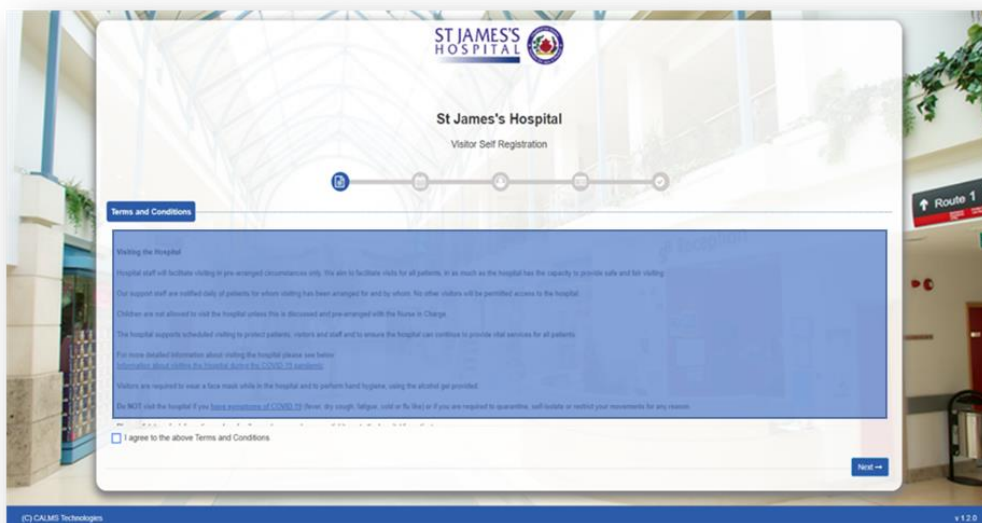 ST JAMES'S
HOSPITAL
St James's Hospital
Visitor Self Registration
Terms and Conditions
Route 1
Reception
Visiting the Hospital
Hospital staff will facilitate visiting in pre-arranged circumstances only. We aim to facilitate visits for all patients, in as much as the hospital has the capacity to provide safe and fair visiting.
Our support staff are notified daily of patients for whom visiting has been arranged for and by whom. No other visitors will be permitted access to the hospital.
Children are not allowed to visit the hospital unless this is discussed and pre-arranged with the Nurse in Charge.
The hospital supports scheduled visiting to protect patients, visitors and staff and to ensure the hospital can continue to provide vital services for all patients.
For more detailed information about visiting the hospital please see below
Information about visiting the hospital during the COVID-19 pandemic
Visitors are required to wear a face mask while in the hospital and to perform hand hygiene, using the alcohol gel provided.
Do NOT visit the hospital if you have symptoms of COVID-19 (fever, dry cough, fatigue, cold or flu like) or if you are required to quarantine, self-isolate or restrict your movements for any reason.
I agree to the above Terms and Conditions
Next →
(C) CALMS Technologies
v 1.2.0